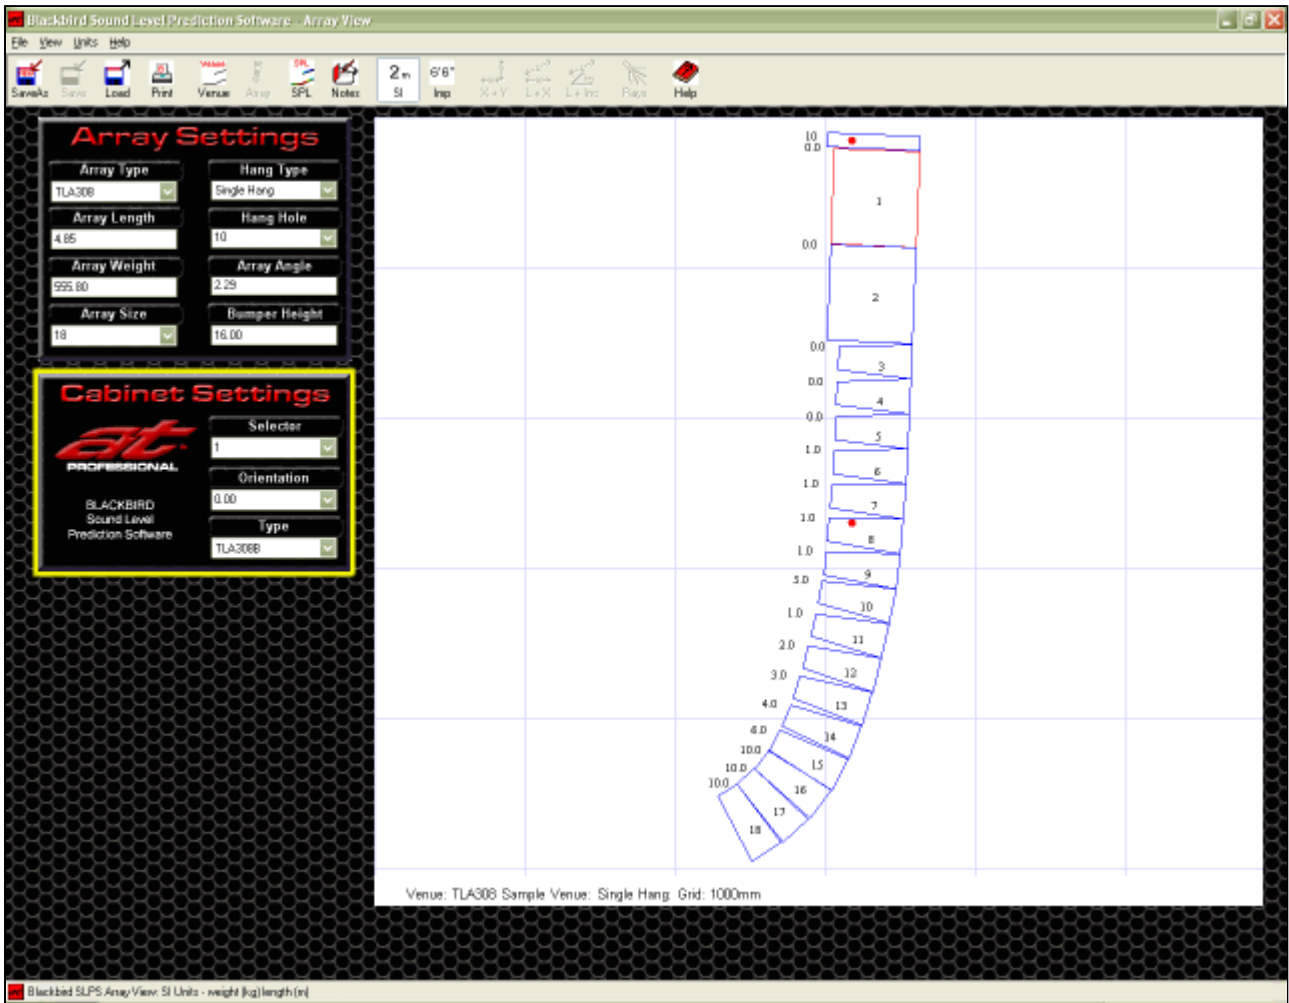 Blackbird Sound Level Prediction Software - Array View
File View Units Help
2 m 6'6"
SaveAs Save Load Print Venue Array SPL Notes SI Imp X+Y L+X L+Inc Rays Help
Array Settings
Array Type Hang Type
TLA308 Single Hang
Array Length Hang Hole
4.85 10
Array Weight Array Angle
555.80 2.29
Array Size Bumper Height
18 16.00
Cabinet Settings
at
PROFESSIONAL
BLACKBIRD
Sound Level
Prediction Software
Selector
1
Orientation
0.00
Type
TLA308B
10
0.0
1
0.0
2
0.0
3
0.0
4
0.0
5
1.0
6
1.0
7
1.0
8
1.0
9
5.0
10
1.0
11
2.0
12
3.0
13
4.0
14
6.0
15
10.0
16
10.0
17
10.0
18
Venue: TLA308 Sample Venue: Single Hang: Grid: 1000mm
Blackbird SLPS Array View: SI Units - weight (kg) length (m)